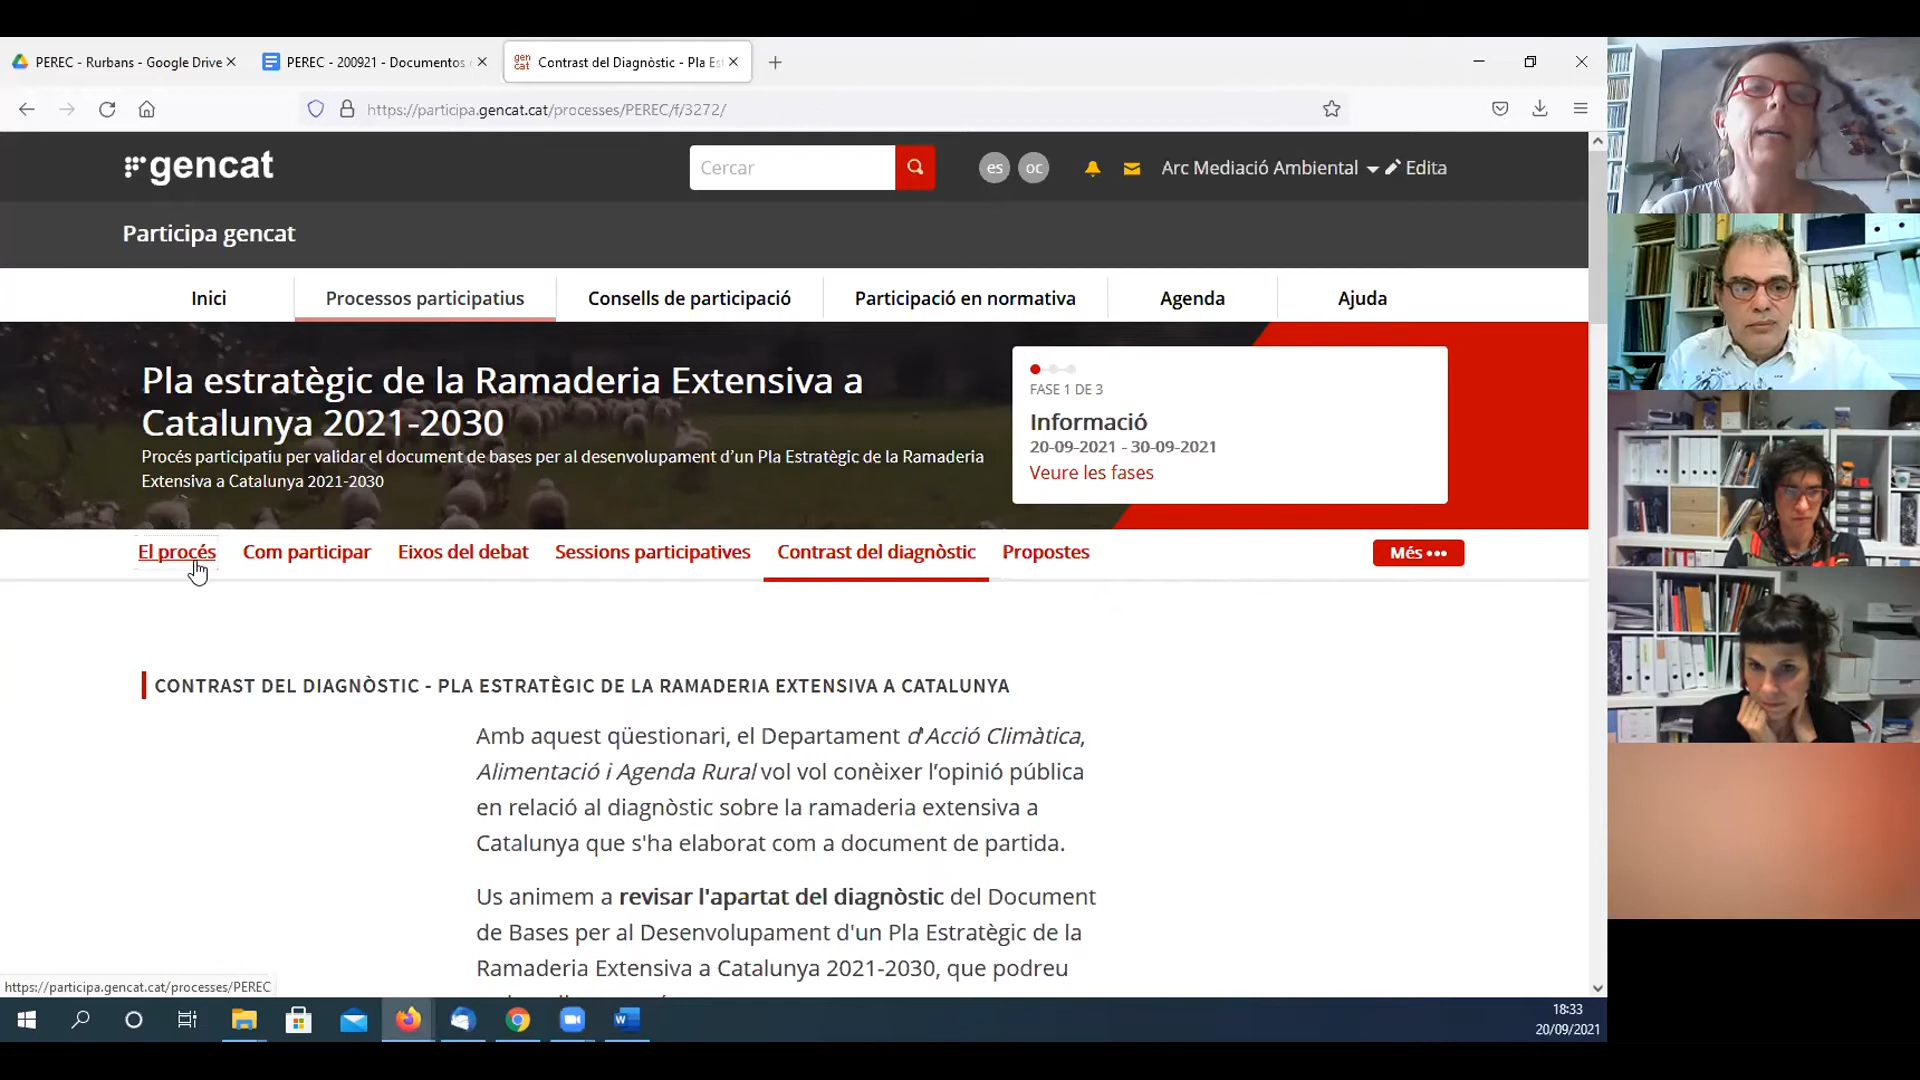 PEREC - Rurbans - Google Drive
PEREC - 200921 - Documentos
gen cat
Contrast del Diagnòstic - Pla Es
https://participa.gencat.cat/processes/PEREC/f/3272/
gencat
Cercar
es
oc
Arc Mediació Ambiental
Edita
Participa gencat
Inici
Processos participatius
Consells de participació
Participació en normativa
Agenda
Ajuda
Pla estratègic de la Ramaderia Extensiva a
Catalunya 2021-2030
Procés participatiu per validar el document de bases per al desenvolupament d’un Pla Estratègic de la Ramaderia
Extensiva a Catalunya 2021-2030
FASE 1 DE 3
Informació
20-09-2021 - 30-09-2021
Veure les fases
El procés
Com participar
Eixos del debat
Sessions participatives
Contrast del diagnòstic
Propostes
Més •••
CONTRAST DEL DIAGNÒSTIC - PLA ESTRATÈGIC DE LA RAMADERIA EXTENSIVA A CATALUNYA
Amb aquest qüestionari, el Departament d'Acció Climàtica,
Alimentació i Agenda Rural vol vol conèixer l’opinió pública
en relació al diagnòstic sobre la ramaderia extensiva a
Catalunya que s'ha elaborat com a document de partida.
Us animem a revisar l'apartat del diagnòstic del Document
de Bases per al Desenvolupament d'un Pla Estratègic de la
Ramaderia Extensiva a Catalunya 2021-2030, que podreu
https://participa.gencat.cat/processes/PEREC
18:33
20/09/2021